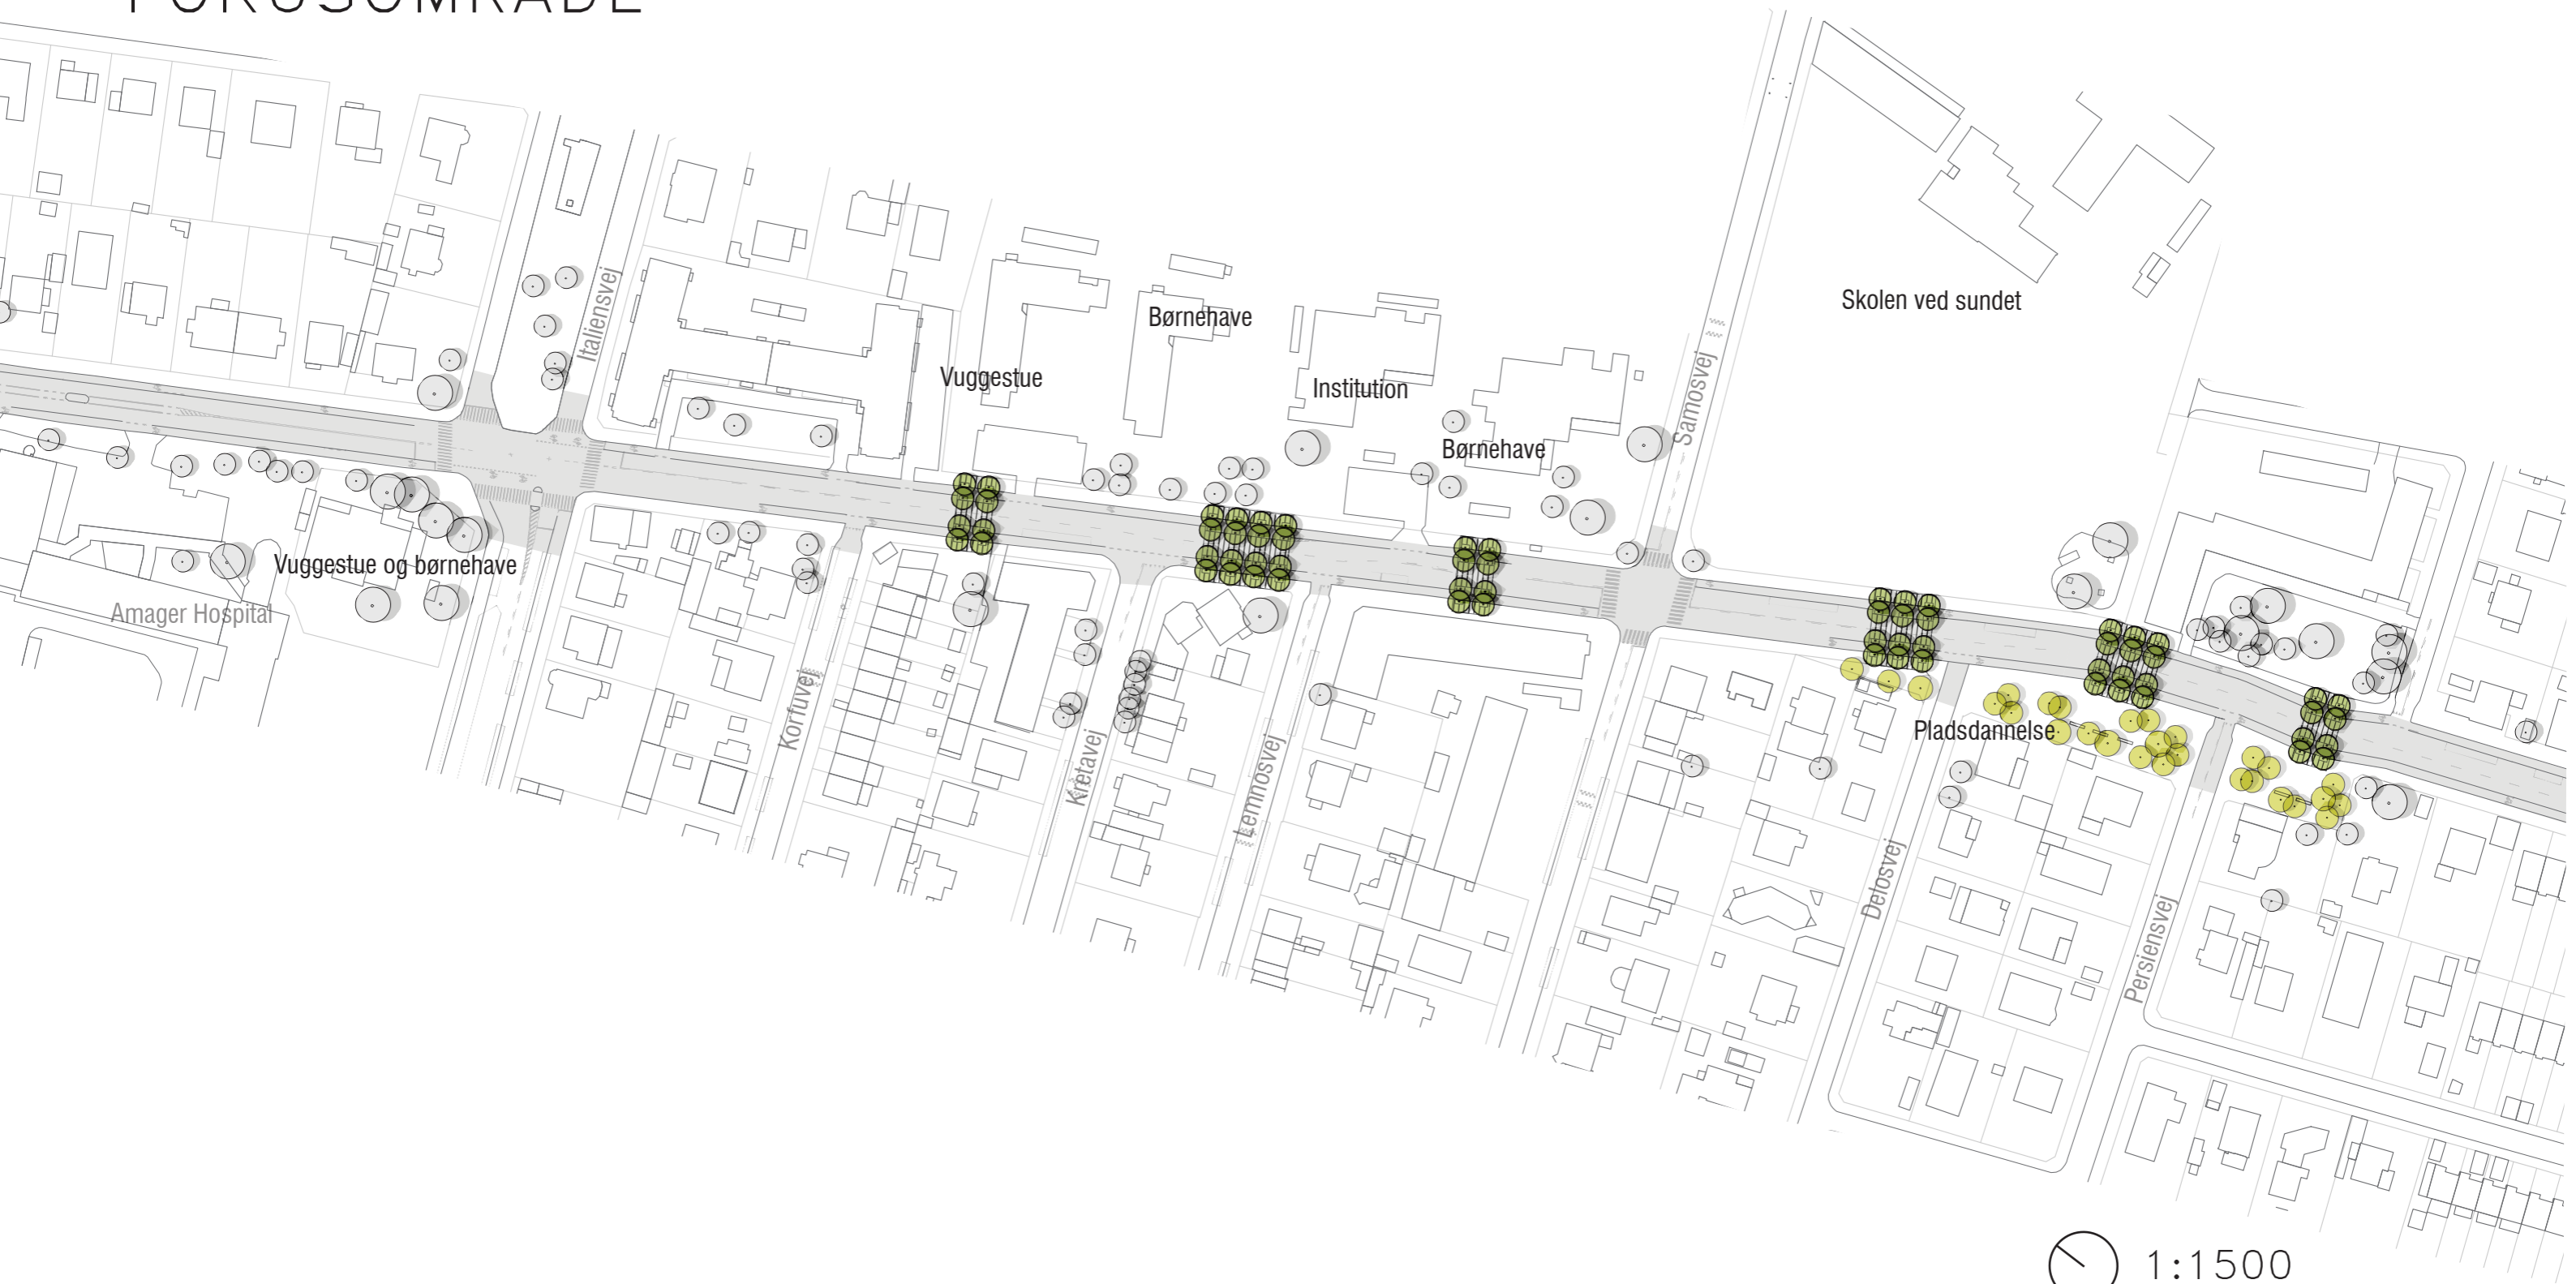 FOKUSOMRÅDE
Italiensvej
Skolen ved sundet
Børnehave
Vuggestue
Institution
Samosvej
Børnehave
Vuggestue og børnehave
Amager Hospital
Korfuvej
Kretavej
Lemnosvej
Pladsdannelse
Delosvej
Persiensvej
1:1500